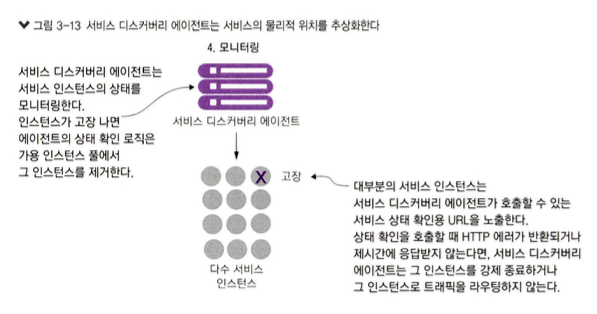 ▼ 그림 3-13 서비스 디스커버리 에이전트는 서비스의 물리적 위치를 추상화한다
4. 모니터링
서비스 디스커버리 에이전트는
서비스 인스턴스의 상태를
모니터링한다.
인스턴스가 고장 나면
에이전트의 상태 확인 로직은
가용 인스턴스 풀에서
그 인스턴스를 제거한다.
서비스 디스커버리 에이전트
X
고장
대부분의 서비스 인스턴스는
서비스 디스커버리 에이전트가 호출할 수 있는
서비스 상태 확인용 URL을 노출한다.
상태 확인을 호출할 때 HTTP 에러가 반환되거나
제시간에 응답받지 않는다면, 서비스 디스커버리
에이전트는 그 인스턴스를 강제 종료하거나
그 인스턴스로 트래픽을 라우팅하지 않는다.
다수 서비스
인스턴스